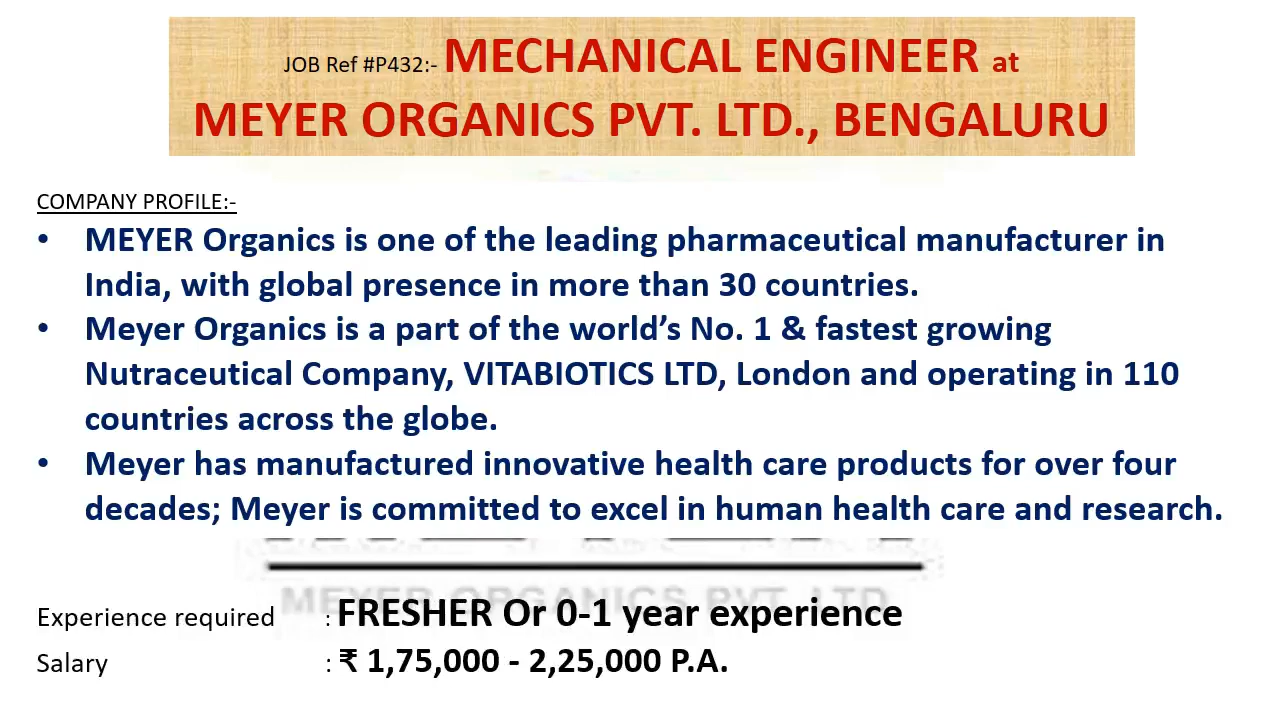 JOB Ref #P432:- MECHANICAL ENGINEER at
MEYER ORGANICS PVT. LTD., BENGALURU
COMPANY PROFILE:-
• MEYER Organics is one of the leading pharmaceutical manufacturer in
India, with global presence in more than 30 countries.
• Meyer Organics is a part of the world’s No. 1 & fastest growing
Nutraceutical Company, VITABIOTICS LTD, London and operating in 110
countries across the globe.
• Meyer has manufactured innovative health care products for over four
decades; Meyer is committed to excel in human health care and research.
MEYER ORGANICS PVT. LTD
Experience required : FRESHER Or 0-1 year experience
Salary : ₹ 1,75,000 - 2,25,000 P.A.